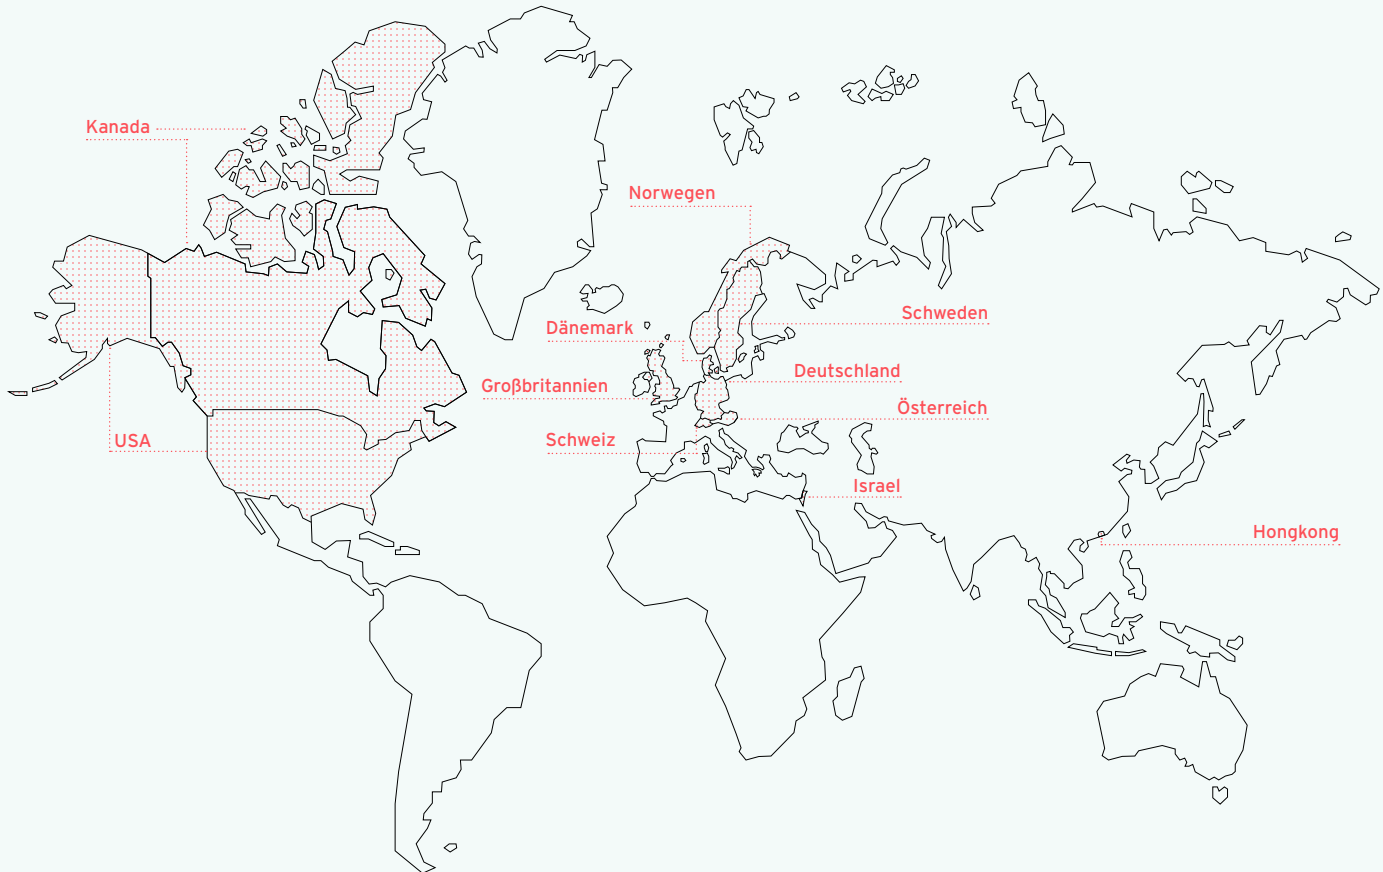 Kanada
Norwegen
Schweden
Dänemark
Deutschland
Großbritannien
Österreich
USA
Schweiz
Israel
Hongkong